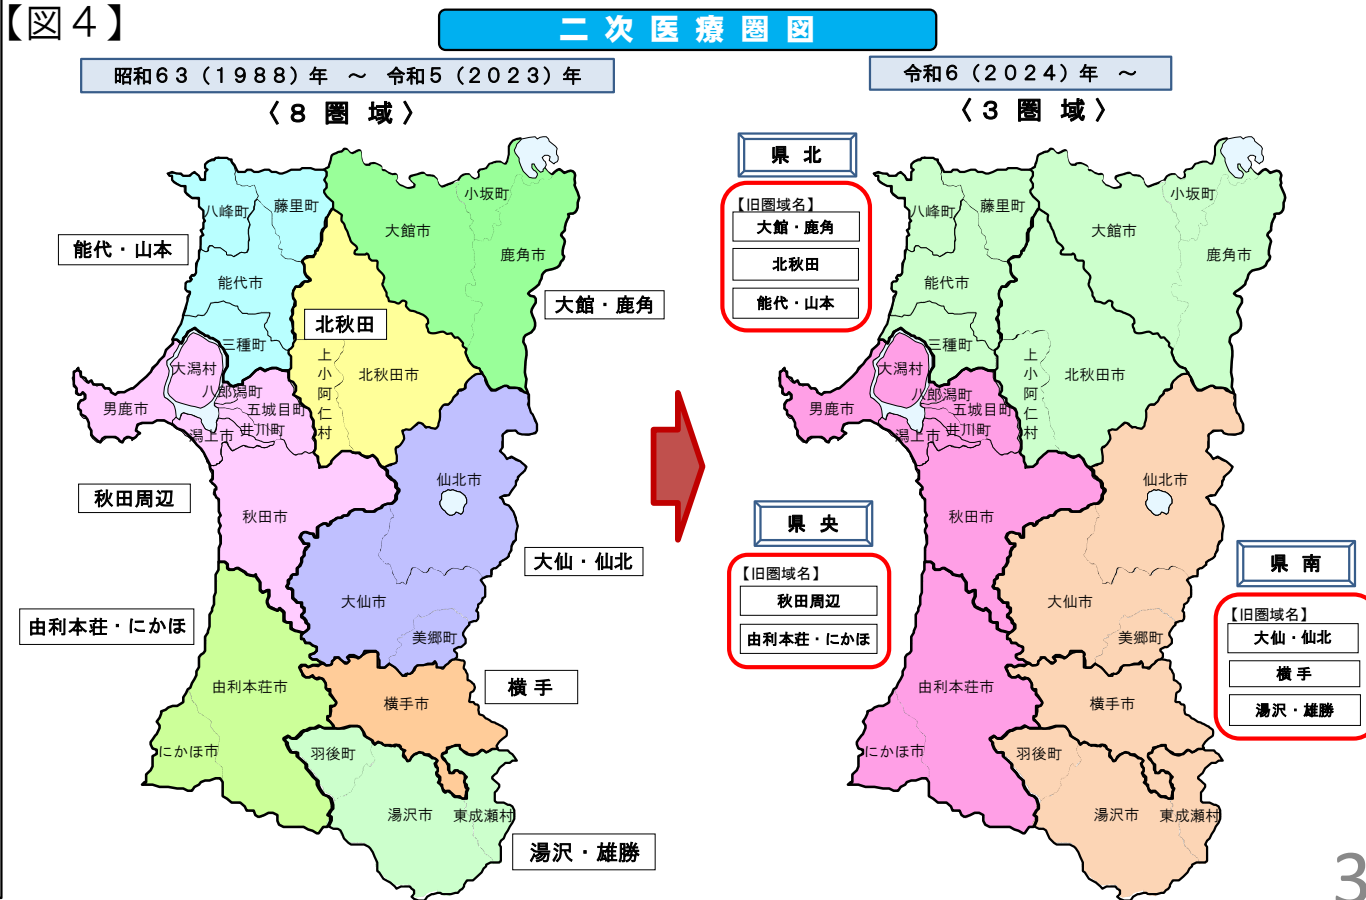 【図４】
二次医療圏図
昭和６３（１９８８）年　～　令和５（２０２３）年
〈８圏域〉
八峰町
藤里町
能代・山本
能代市
三種町
小坂町
大館市
鹿角市
大館・鹿角
北秋田
上小阿仁村
北秋田市
大潟村
男鹿市
八郎潟町
五城目町
井川町
潟上市
秋田周辺
秋田市
仙北市
大仙・仙北
大仙市
美郷町
由利本荘・にかほ
由利本荘市
にかほ市
横手
横手市
羽後町
湯沢市
東成瀬村
湯沢・雄勝
令和６（２０２４）年　～
〈３圏域〉
県北
【旧圏域名】
大館・鹿角
北秋田
能代・山本
八峰町
藤里町
能代市
三種町
小坂町
大館市
鹿角市
上小阿仁村
北秋田市
大潟村
男鹿市
八郎潟町
五城目町
井川町
潟上市
県央
【旧圏域名】
秋田周辺
由利本荘・にかほ
秋田市
由利本荘市
にかほ市
仙北市
大仙市
美郷町
県南
【旧圏域名】
大仙・仙北
横手
湯沢・雄勝
横手市
羽後町
湯沢市
東成瀬村
3